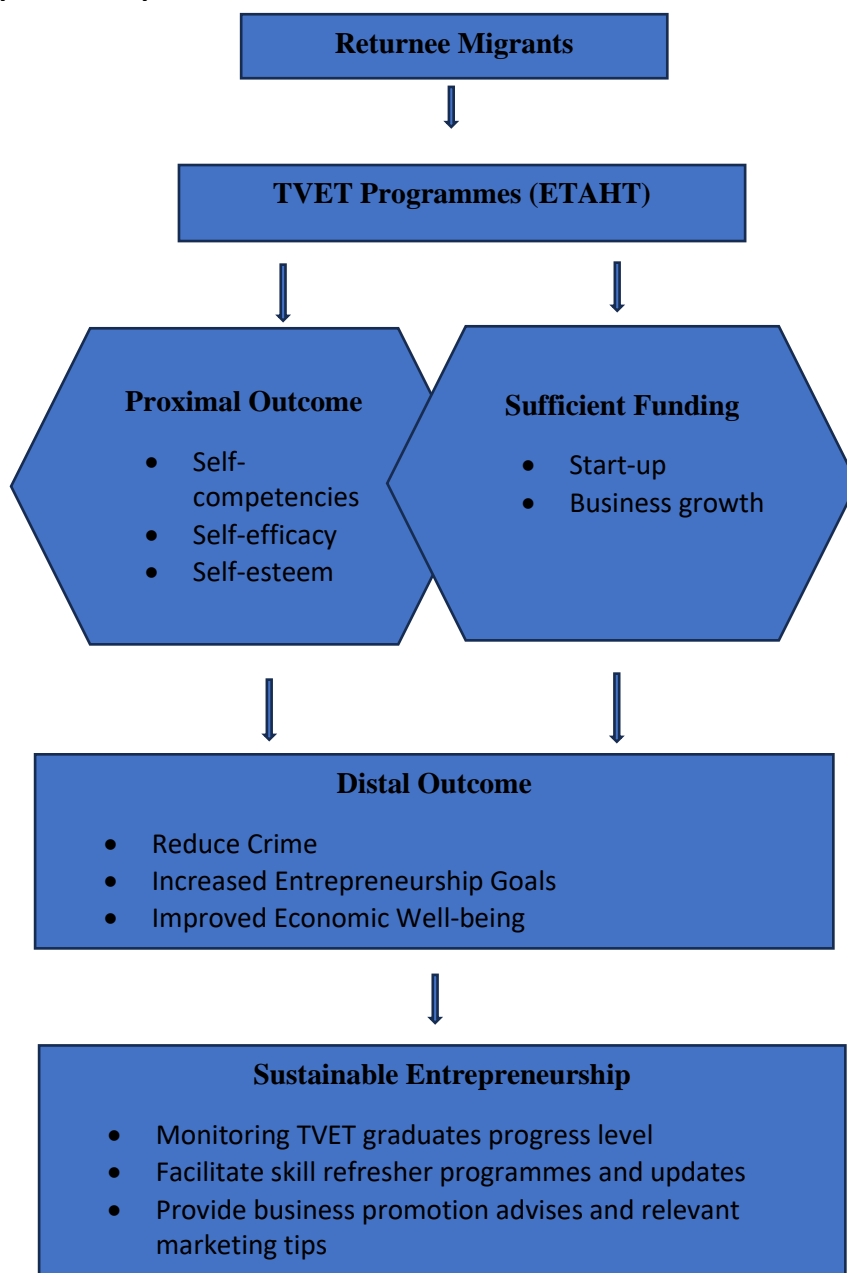 Returnee Migrants
TVET Programmes (ETAHT)
Proximal Outcome
• Self-
competencies
• Self-efficacy
• Self-esteem
Sufficient Funding
• Start-up
• Business growth
Distal Outcome
• Reduce Crime
• Increased Entrepreneurship Goals
• Improved Economic Well-being
Sustainable Entrepreneurship
• Monitoring TVET graduates progress level
• Facilitate skill refresher programmes and updates
• Provide business promotion advises and relevant
marketing tips